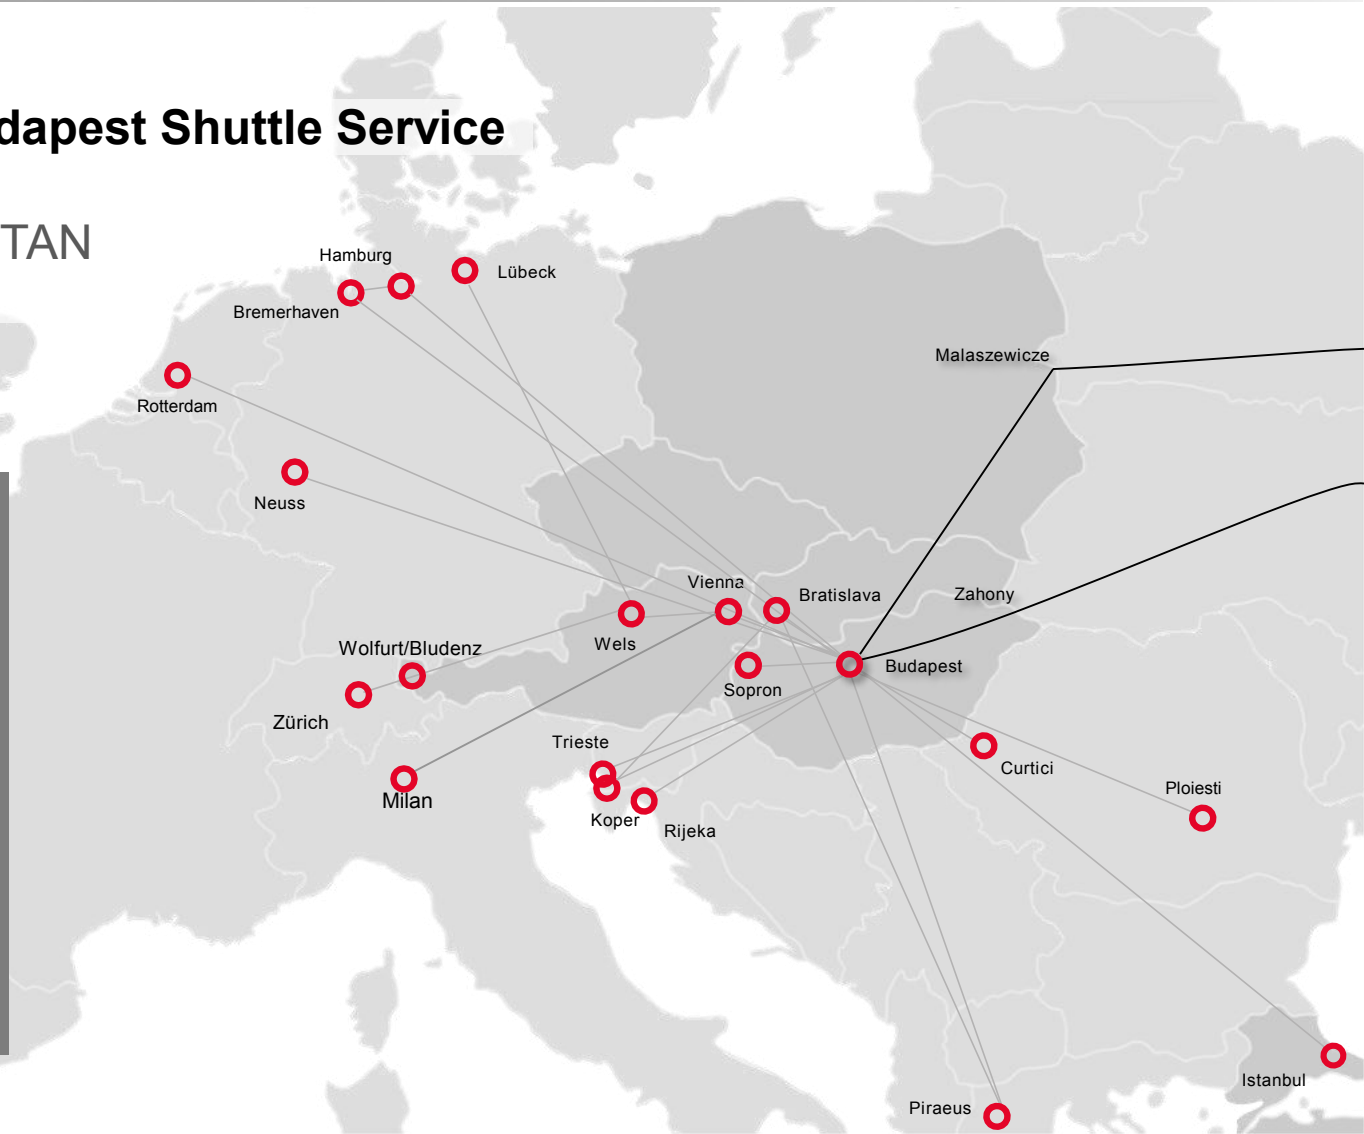 dapest Shuttle Service
TAN
Hamburg
Lübeck
Bremerhaven
Malaszewicze
Rotterdam
Neuss
Vienna
Bratislava
Zahony
Wels
Wolfurt/Bludenz
Budapest
Sopron
Zürich
Trieste
Curtici
Ploiesti
Milan
Koper
Rijeka
Istanbul
Piraeus